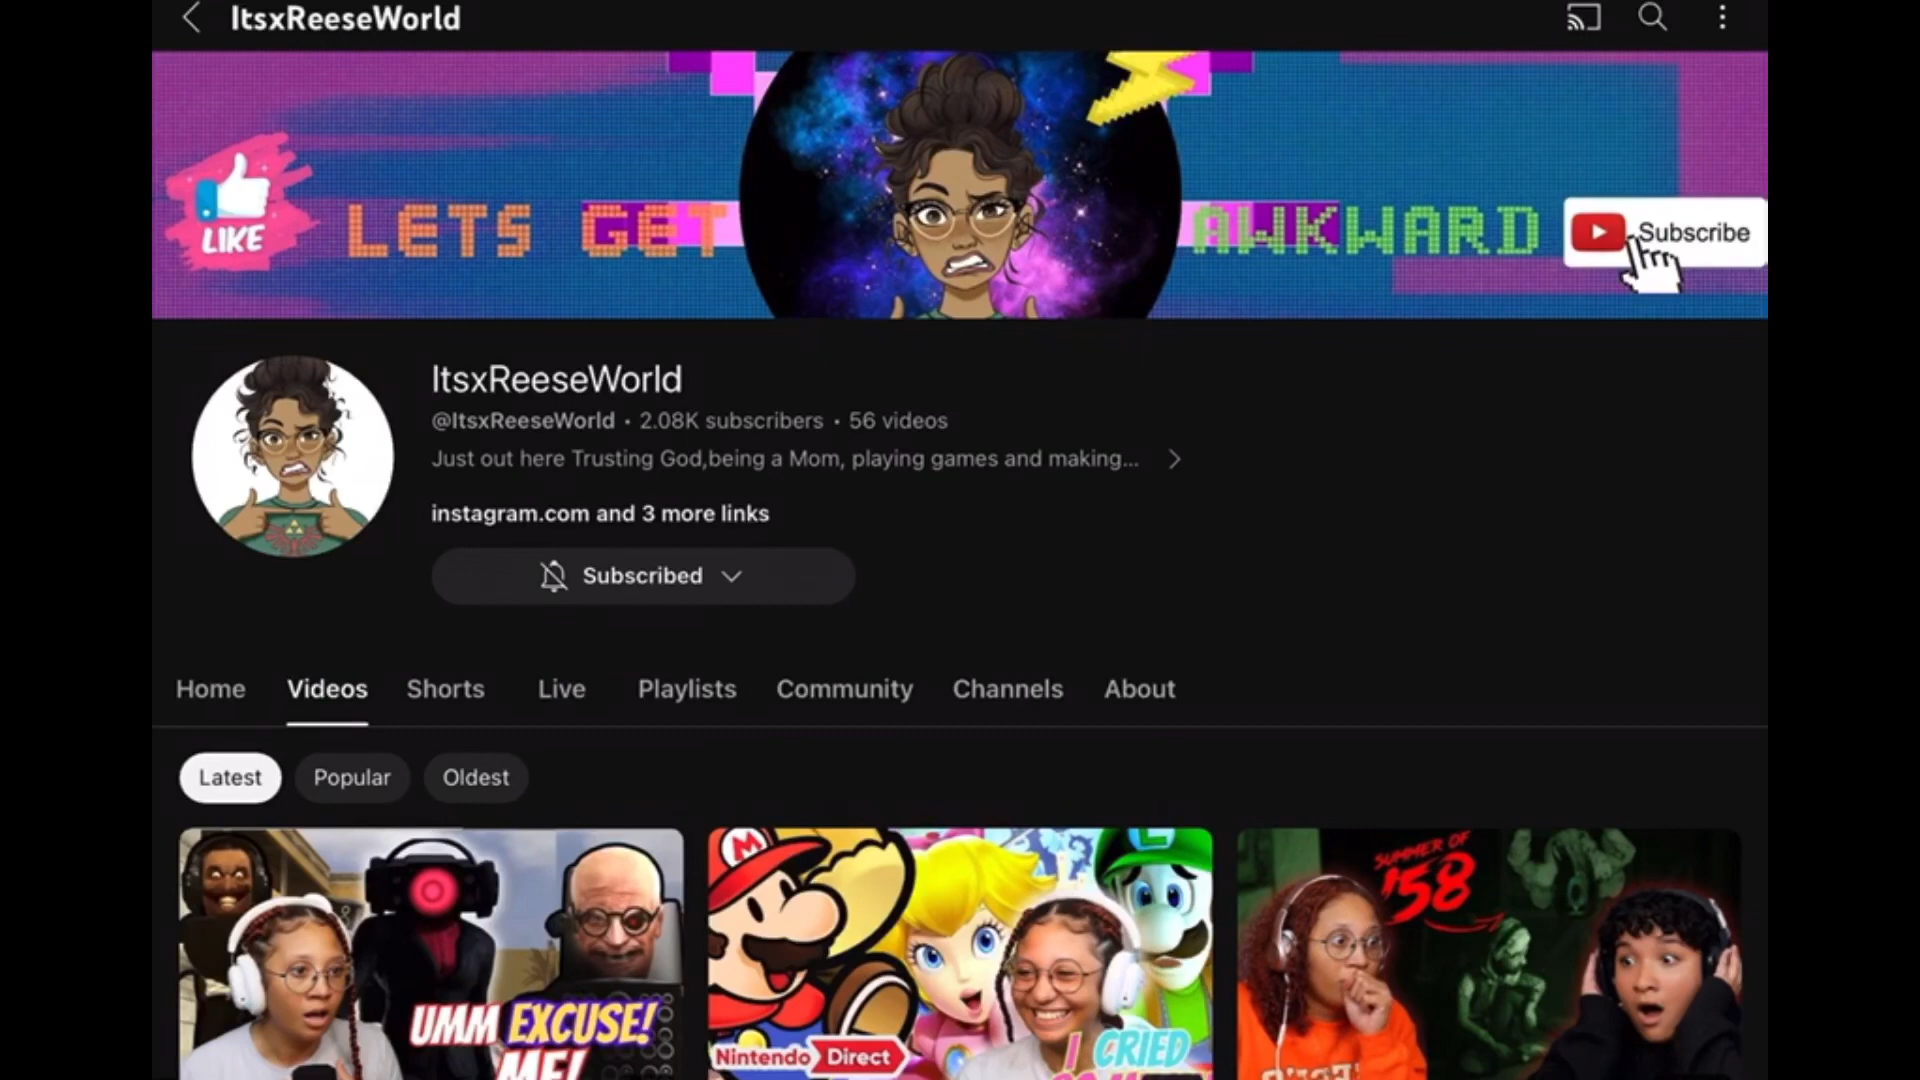 ItsxReeseWorld
LIKE
LETS GET
AWKWARD
Subscribe
ItsxReeseWorld
@ItsxReeseWorld • 2.08K subscribers • 56 videos
Just out here Trusting God,being a Mom, playing games and making...
instagram.com and 3 more links
Subscribed
Home Videos Shorts Live Playlists Community Channels About
Latest Popular Oldest
UMM EXCUSE!
ME!
M
L
Nintendo Direct
I CRIED
SUMMER OF
'58